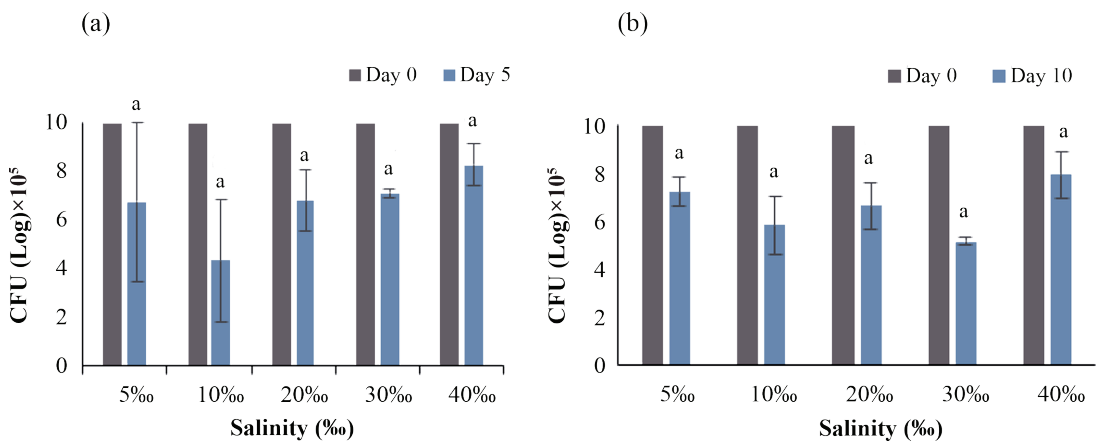 (a)
Day 0 Day 5
CFU (Log)×10⁵
10
8
6
4
2
0
a a a a a
5‰ 10‰ 20‰ 30‰ 40‰
Salinity (‰)
(b)
Day 0 Day 10
CFU (Log)×10⁵
10
8
6
4
2
0
a a a a a
5‰ 10‰ 20‰ 30‰ 40‰
Salinity (‰)